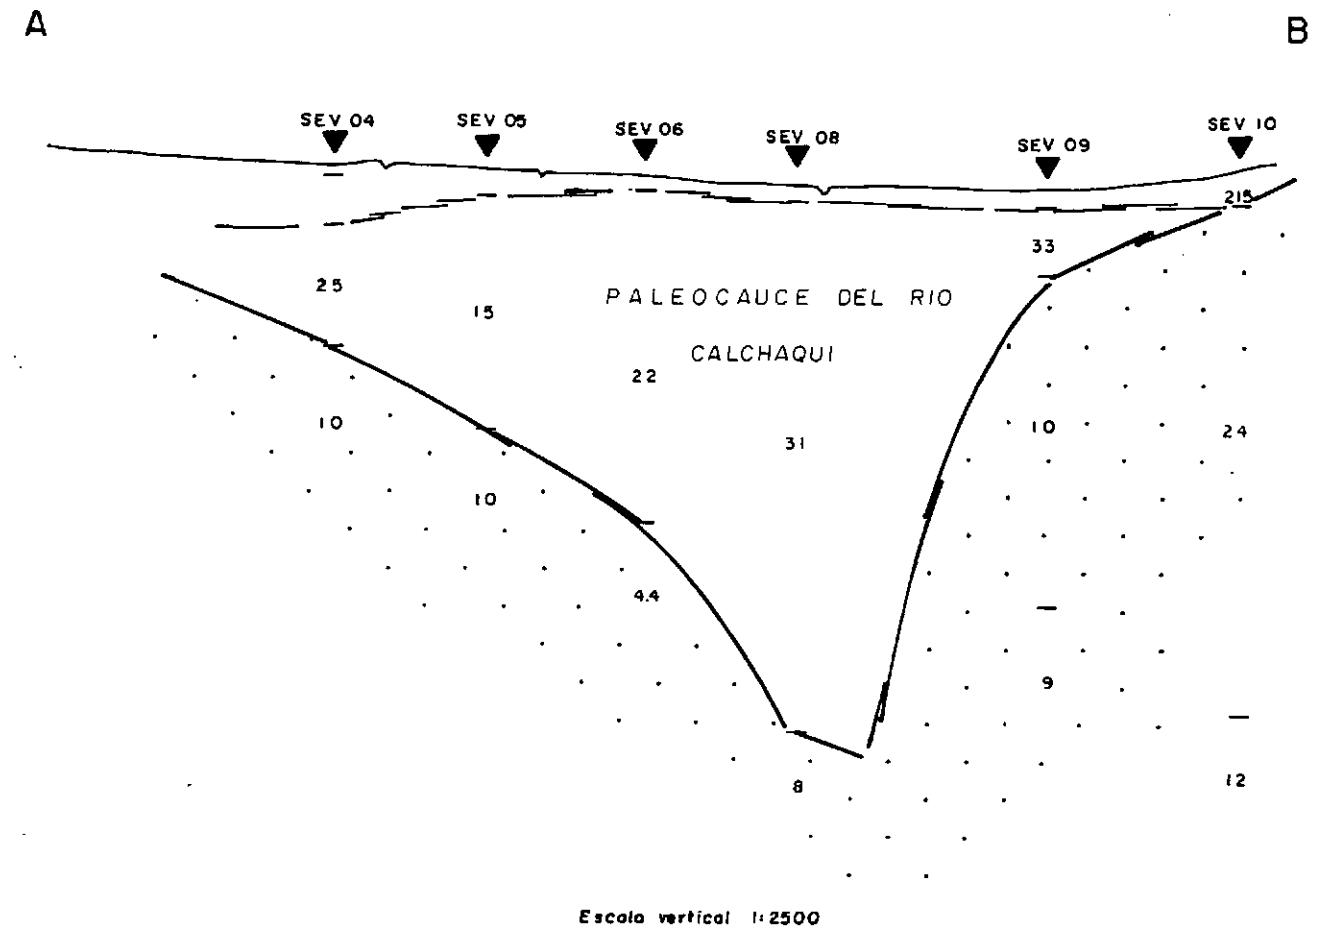 A
B
SEV 04
SEV 05
SEV 06
SEV 08
SEV 09
SEV 10
215
33
25
15
PALEOCAUCE DEL RIO
CALCHAQUI
22
31
10
10
24
10
4.4
9
8
12
Escala vertical 1:2500